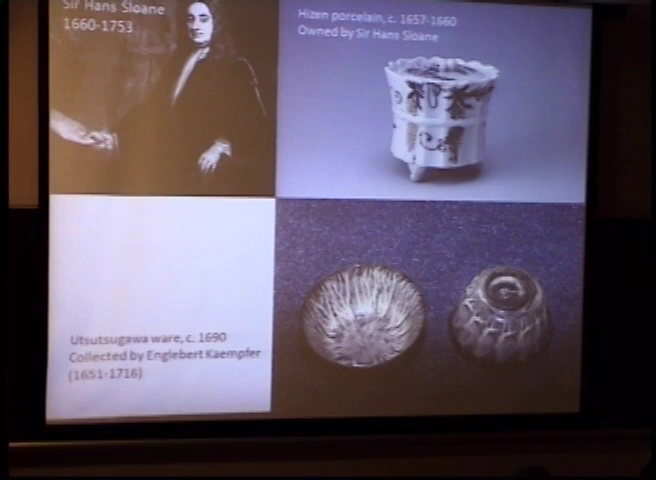 Sir Hans Sloane
1660-1753
Hizen porcelain, c. 1657-1660
Owned by Sir Hans Sloane
Utsutsugawa ware, c. 1690
Collected by Englebert Kaempfer
(1651-1716)